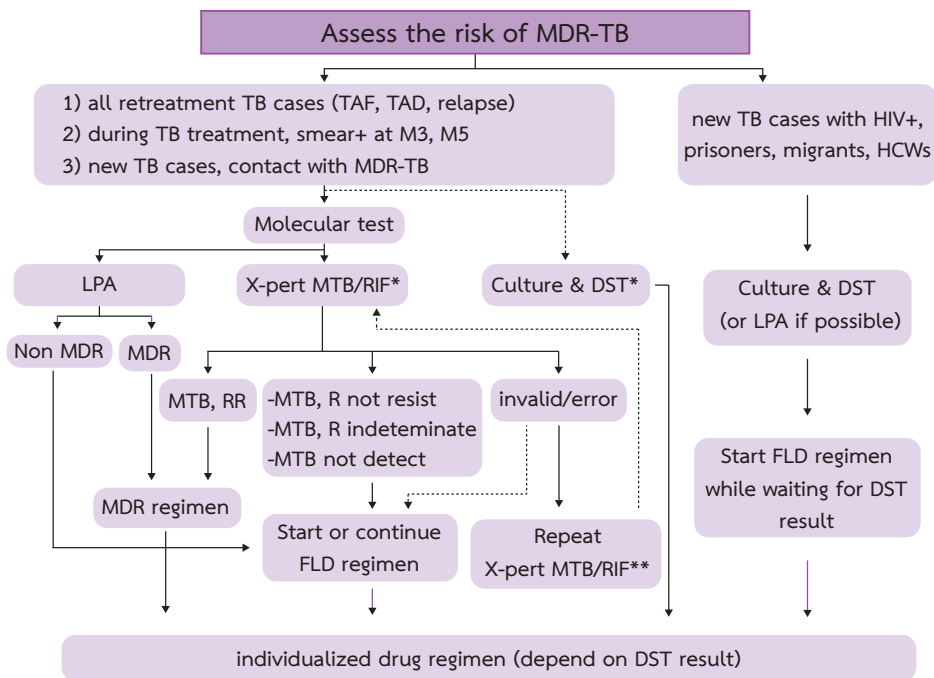 Assess the risk of MDR-TB
1) all retreatment TB cases (TAF, TAD, relapse)
2) during TB treatment, smear+ at M3, M5
3) new TB cases, contact with MDR-TB
new TB cases with HIV+,
prisoners, migrants, HCWs
Molecular test
LPA
X-pert MTB/RIF*
Culture & DST*
Culture & DST
(or LPA if possible)
Non MDR
MDR
MTB, RR
-MTB, R not resist
-MTB, R indeteminate
-MTB not detect
invalid/error
Start FLD regimen
while waiting for DST
result
MDR regimen
Start or continue
FLD regimen
Repeat
X-pert MTB/RIF**
individualized drug regimen (depend on DST result)